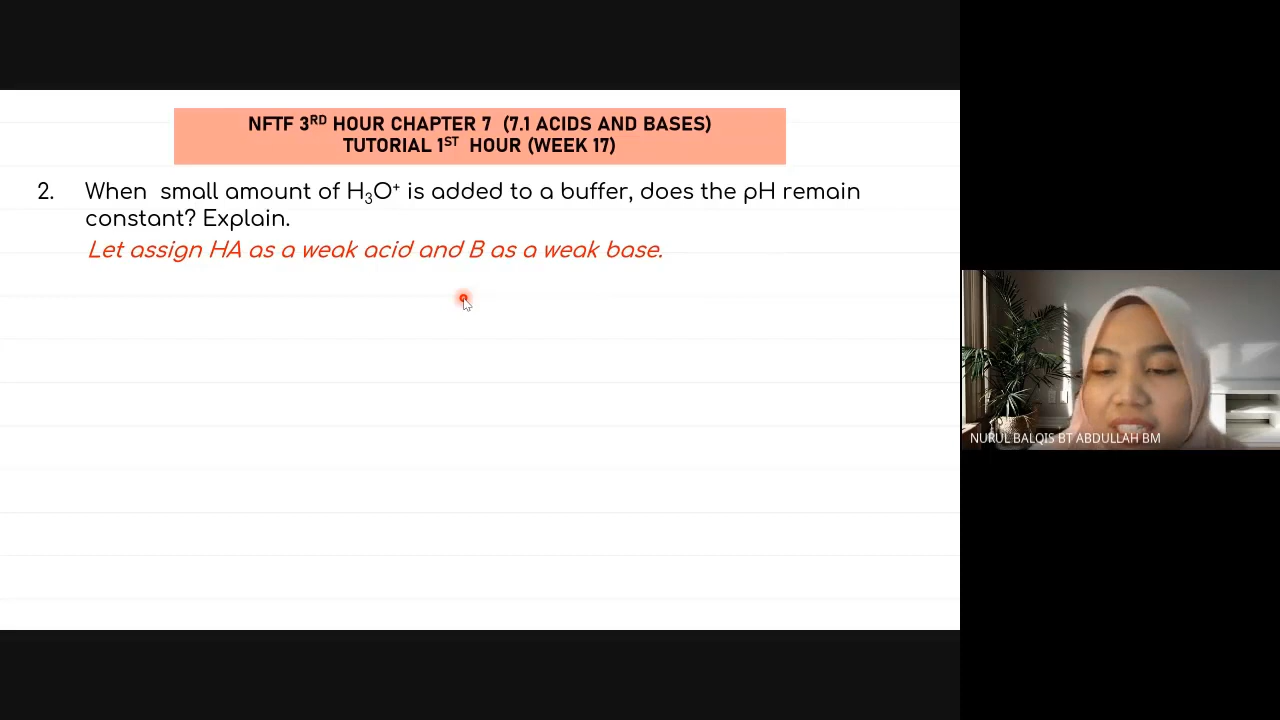 NFTF 3RD HOUR CHAPTER 7 (7.1 ACIDS AND BASES)
TUTORIAL 1ST HOUR (WEEK 17)
2. When small amount of H₃O⁺ is added to a buffer, does the pH remain
constant? Explain.
Let assign HA as a weak acid and B as a weak base.
NURUL BALQIS BT ABDULLAH BM